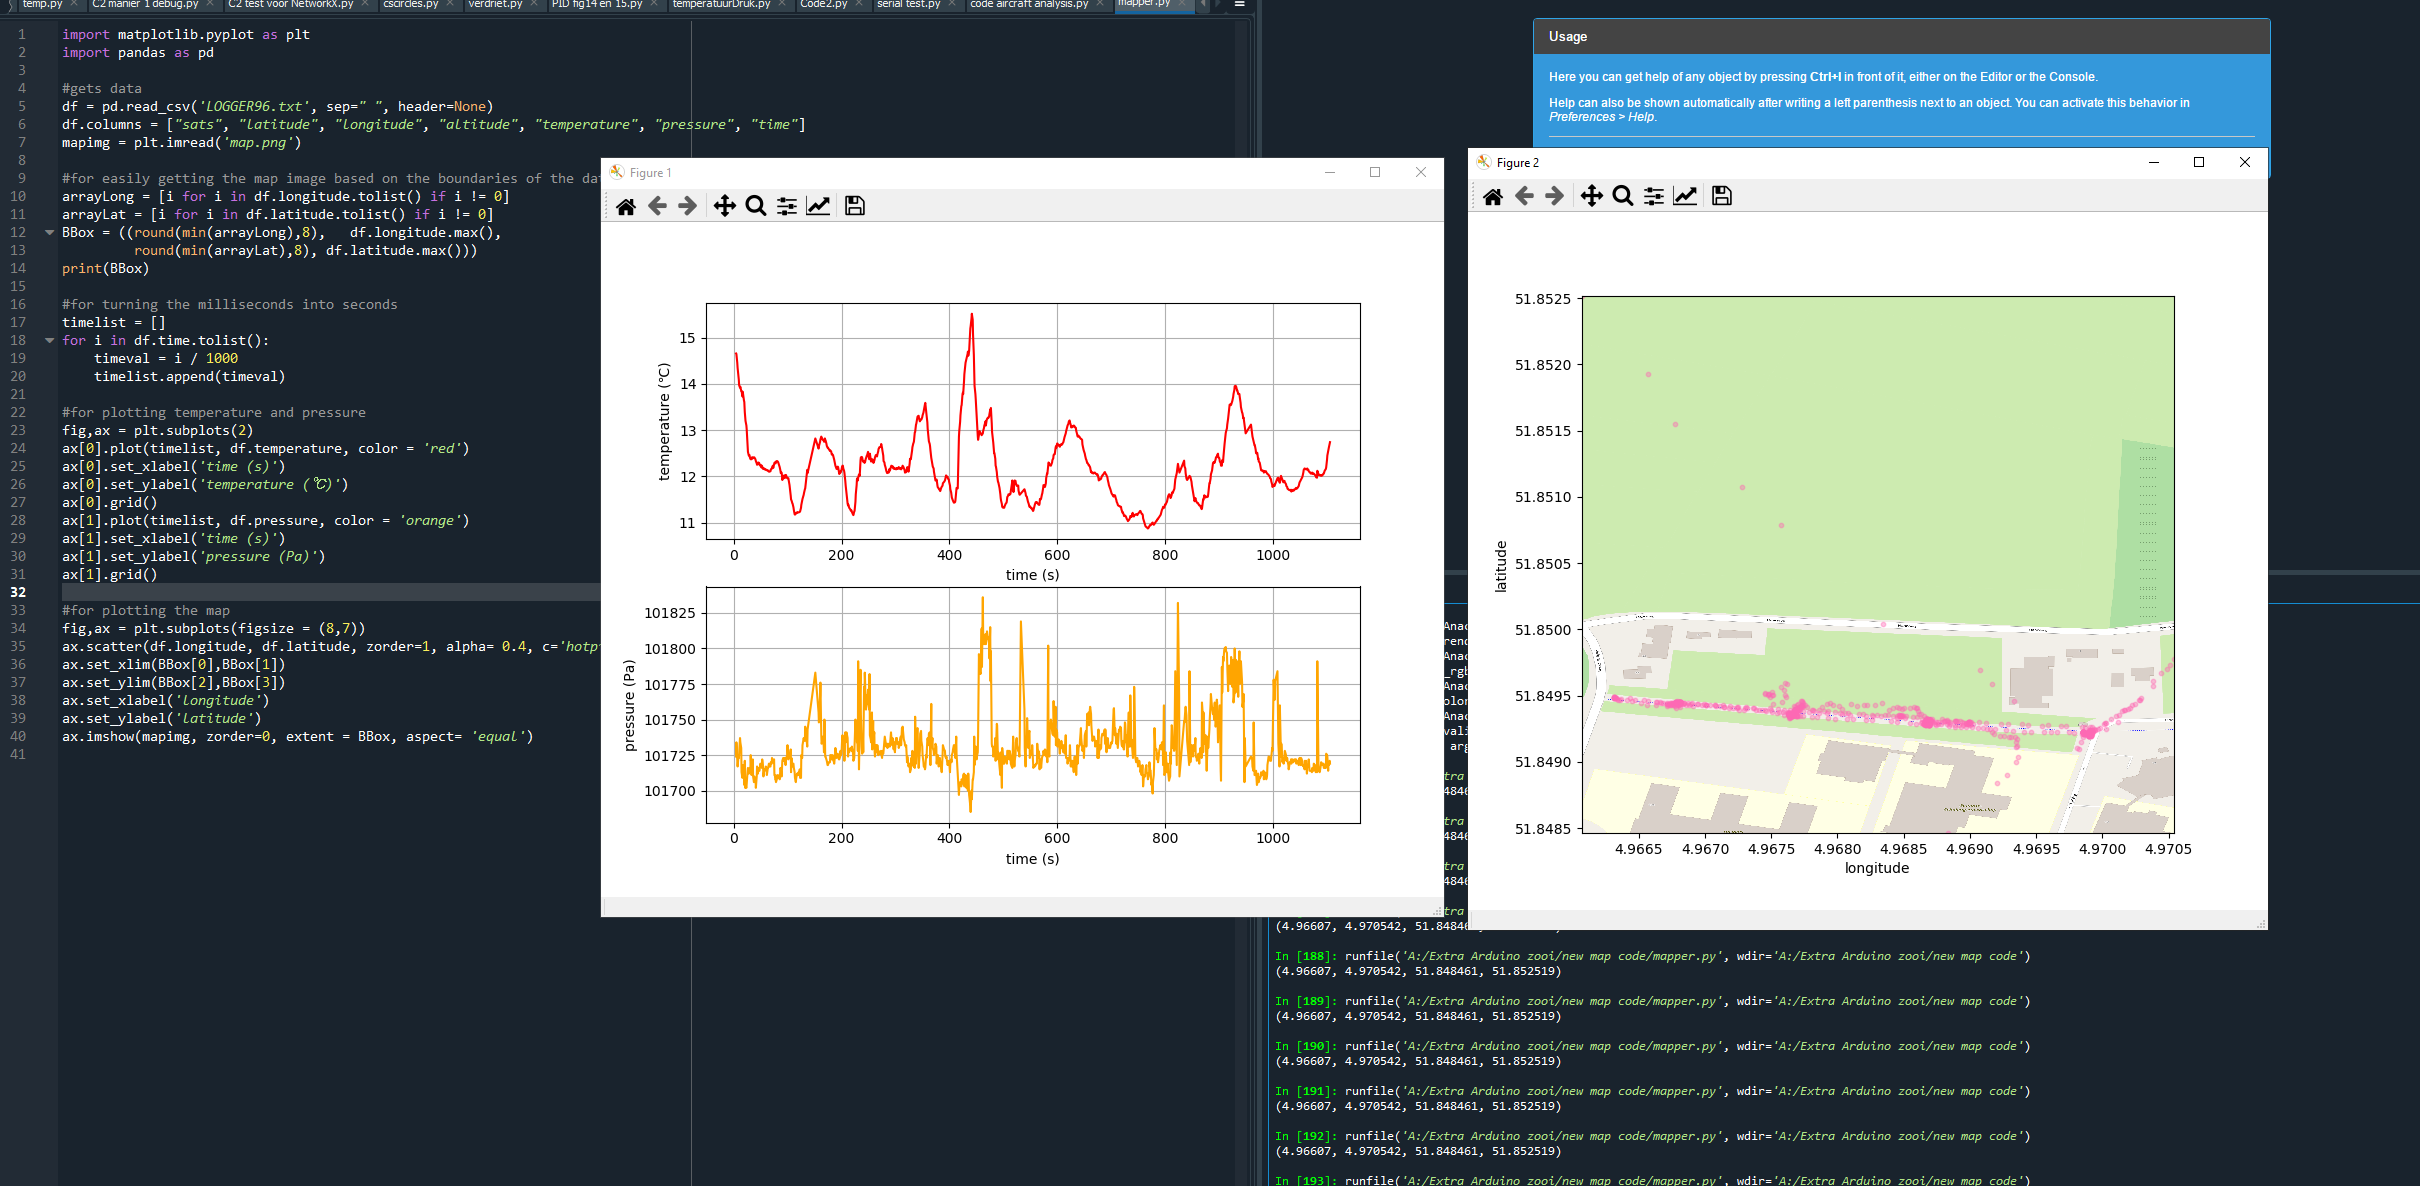 temp.py
C2 manier 1 debug.py
C2 test voor NetworkX.py
cscircles.py
verdriet.py
PID fig14 en 15.py
temperatuurDruk.py
Code2.py
serial test.py
code aircraft analysis.py
mapper.py
1 import matplotlib.pyplot as plt
2 import pandas as pd
3
4 #gets data
5 df = pd.read_csv('LOGGER96.txt', sep=" ", header=None)
6 df.columns = ["sats", "latitude", "longitude", "altitude", "temperature", "pressure", "time"]
7 mapimg = plt.imread('map.png')
8
9 #for easily getting the map image based on the boundaries of the da
10 arrayLong = [i for i in df.longitude.tolist() if i != 0]
11 arrayLat = [i for i in df.latitude.tolist() if i != 0]
12 BBox = ((round(min(arrayLong),8), df.longitude.max(),
13 round(min(arrayLat),8), df.latitude.max()))
14 print(BBox)
15
16 #for turning the milliseconds into seconds
17 timelist = []
18 for i in df.time.tolist():
19 timeval = i / 1000
20 timelist.append(timeval)
21
22 #for plotting temperature and pressure
23 fig,ax = plt.subplots(2)
24 ax[0].plot(timelist, df.temperature, color = 'red')
25 ax[0].set_xlabel('time (s)')
26 ax[0].set_ylabel('temperature (℃)')
27 ax[0].grid()
28 ax[1].plot(timelist, df.pressure, color = 'orange')
29 ax[1].set_xlabel('time (s)')
30 ax[1].set_ylabel('pressure (Pa)')
31 ax[1].grid()
32
33 #for plotting the map
34 fig,ax = plt.subplots(figsize = (8,7))
35 ax.scatter(df.longitude, df.latitude, zorder=1, alpha= 0.4, c='hotp
36 ax.set_xlim(BBox[0],BBox[1])
37 ax.set_ylim(BBox[2],BBox[3])
38 ax.set_xlabel('longitude')
39 ax.set_ylabel('latitude')
40 ax.imshow(mapimg, zorder=0, extent = BBox, aspect= 'equal')
41
Usage
Here you can get help of any object by pressing Ctrl+I in front of it, either on the Editor or the Console.
Help can also be shown automatically after writing a left parenthesis next to an object. You can activate this behavior in
Preferences > Help.
Figure 1
temperature (℃)
15
14
13
12
11
0 200 400 600 800 1000
time (s)
pressure (Pa)
101825
101800
101775
101750
101725
101700
0 200 400 600 800 1000
time (s)
Figure 2
latitude
51.8525
51.8520
51.8515
51.8510
51.8505
51.8500
51.8495
51.8490
51.8485
4.9665 4.9670 4.9675 4.9680 4.9685 4.9690 4.9695 4.9700 4.9705
longitude
Anac
renc
Anac
_rgb
Anac
olor
Anac
vali
arg
tra
4846
tra
4846
tra
4846
tra
(4.96607, 4.970542, 51.84846
In [188]: runfile('A:/Extra Arduino zooi/new map code/mapper.py', wdir='A:/Extra Arduino zooi/new map code')
(4.96607, 4.970542, 51.848461, 51.852519)
In [189]: runfile('A:/Extra Arduino zooi/new map code/mapper.py', wdir='A:/Extra Arduino zooi/new map code')
(4.96607, 4.970542, 51.848461, 51.852519)
In [190]: runfile('A:/Extra Arduino zooi/new map code/mapper.py', wdir='A:/Extra Arduino zooi/new map code')
(4.96607, 4.970542, 51.848461, 51.852519)
In [191]: runfile('A:/Extra Arduino zooi/new map code/mapper.py', wdir='A:/Extra Arduino zooi/new map code')
(4.96607, 4.970542, 51.848461, 51.852519)
In [192]: runfile('A:/Extra Arduino zooi/new map code/mapper.py', wdir='A:/Extra Arduino zooi/new map code')
(4.96607, 4.970542, 51.848461, 51.852519)
In [193]: runfile('A:/Extra Arduino zooi/new map code/mapper.py', wdir='A:/Extra Arduino zooi/new map code')